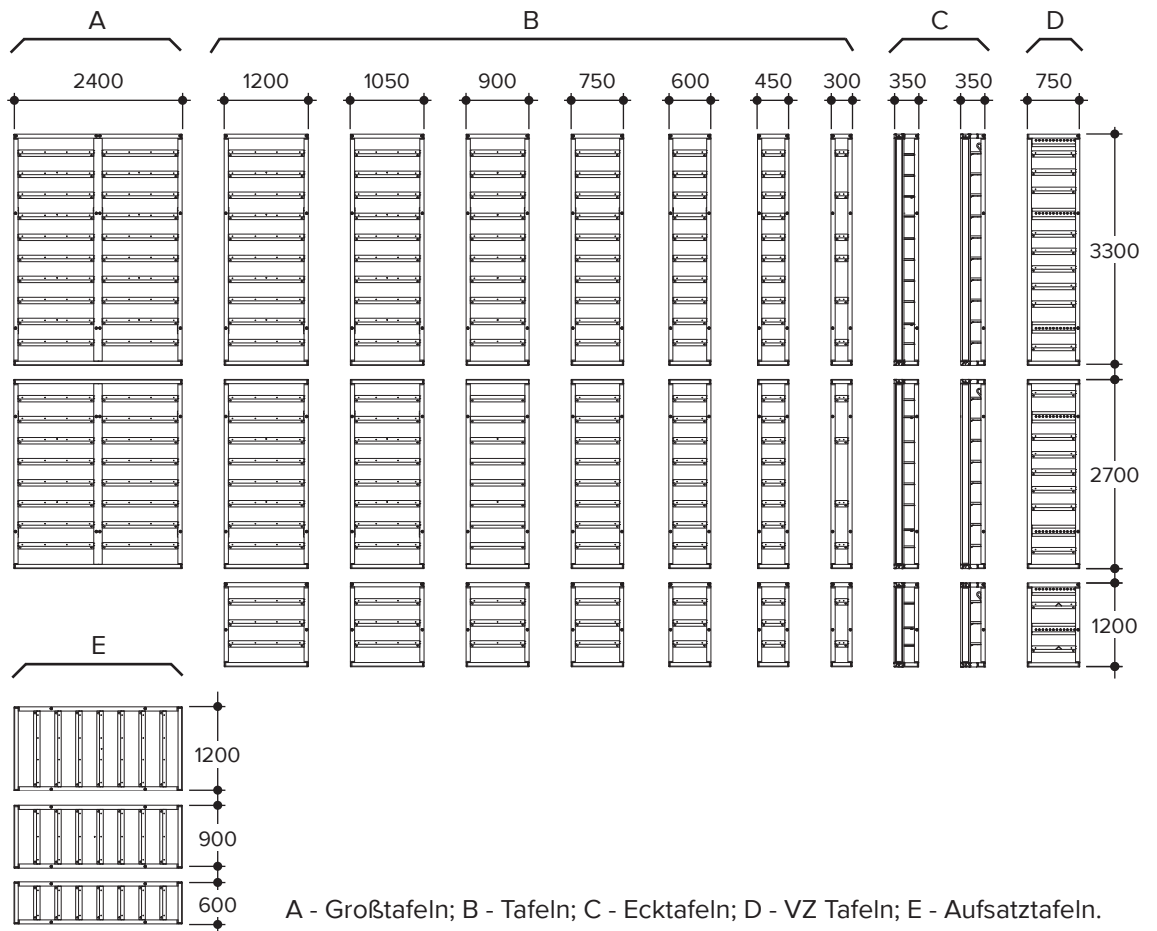 A B C D
2400 1200 1050 900 750 600 450 300 350 350 750
3300
2700
1200
E
1200
900
600
A - Großtafeln; B - Tafeln; C - Ecktafeln; D - VZ Tafeln; E - Aufsatztafeln.